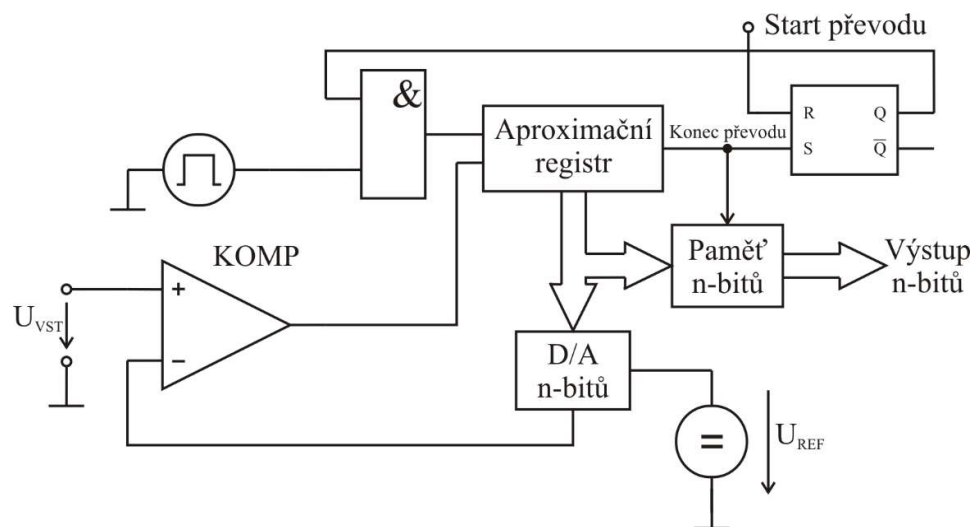 Start převodu
&
Aproximační
registr
Konec převodu
R
Q
S
Q̅
KOMP
Paměť
n-bitů
Výstup
n-bitů
+
U_VST
−
D/A
n-bitů
=
U_REF